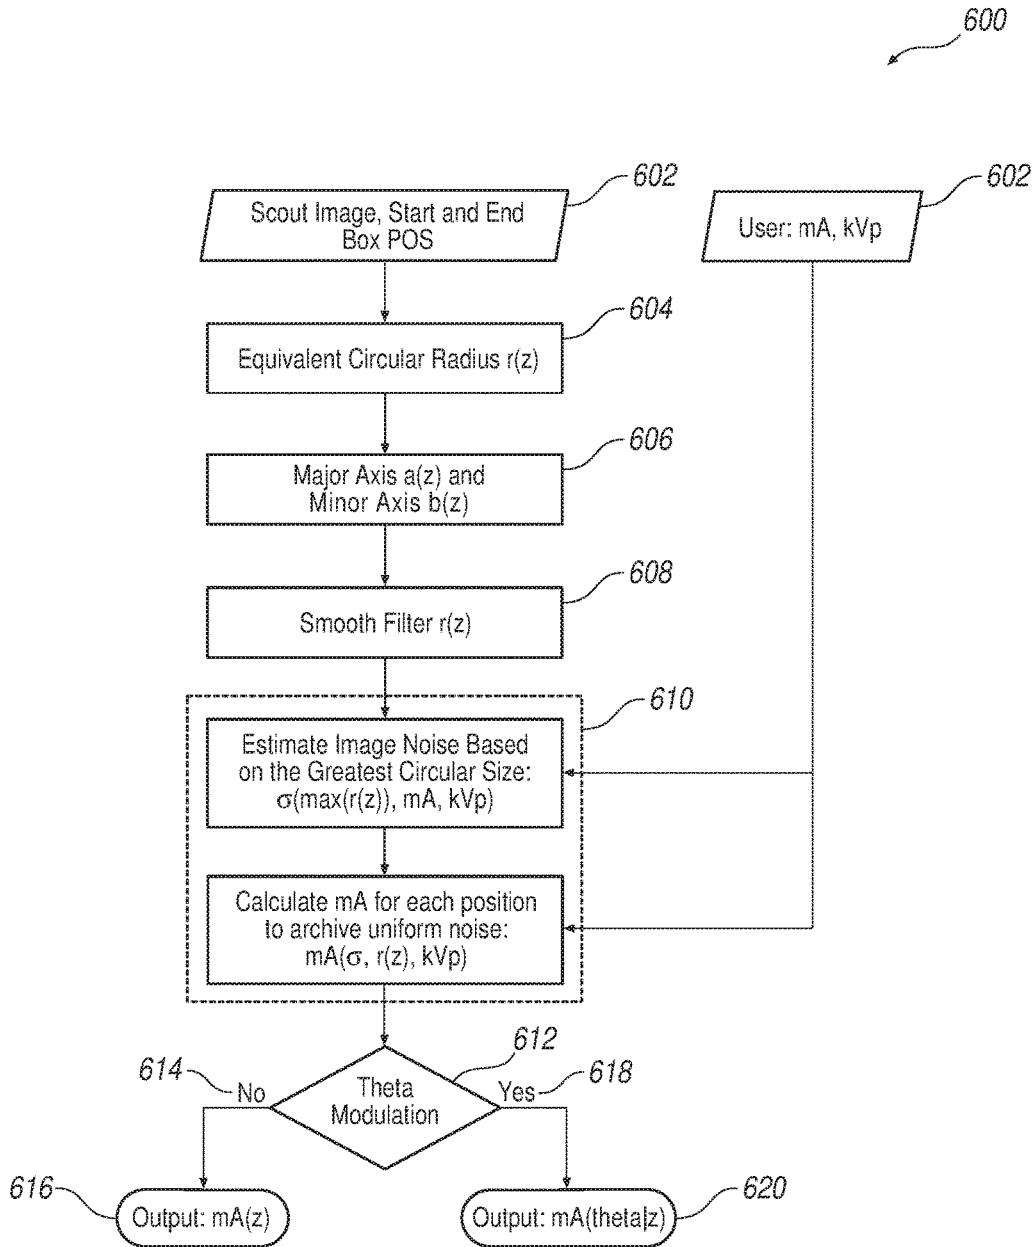 600
602
Scout Image, Start and End
Box POS
602
User: mA, kVp
604
Equivalent Circular Radius r(z)
606
Major Axis a(z) and
Minor Axis b(z)
608
Smooth Filter r(z)
610
Estimate Image Noise Based
on the Greatest Circular Size:
σ(max(r(z)), mA, kVp)
Calculate mA for each position
to archive uniform noise:
mA(σ, r(z), kVp)
612
614
No
Theta
Modulation
Yes
618
616
Output: mA(z)
Output: mA(theta|z)
620